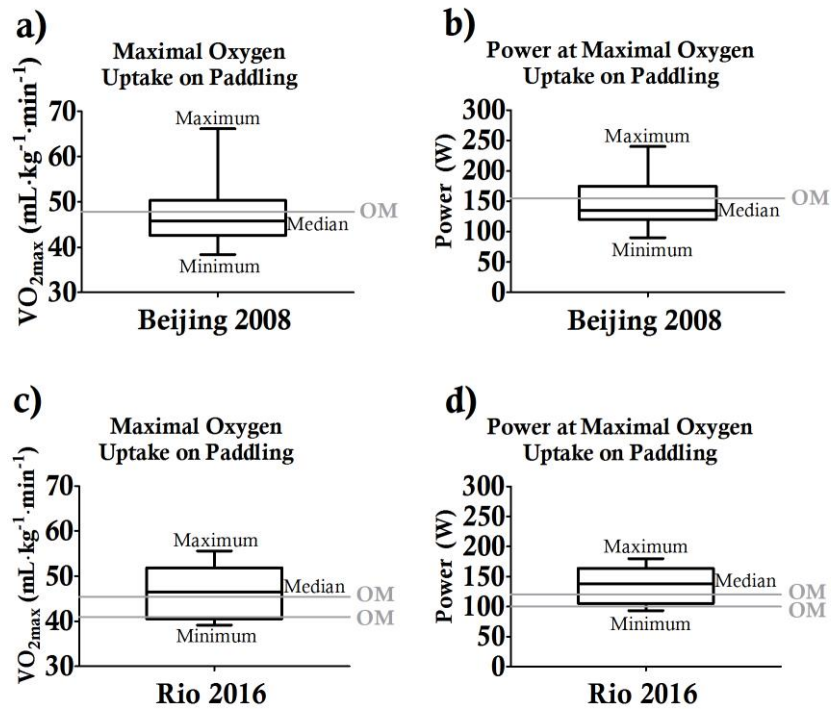 a)
Maximal Oxygen
Uptake on Paddling
VO2max (mL·kg-1·min-1)
70
60
50
40
30
Maximum
OM
Median
Minimum
Beijing 2008
b)
Power at Maximal Oxygen
Uptake on Paddling
Power (W)
300
250
200
150
100
50
0
Maximum
OM
Median
Minimum
Beijing 2008
c)
Maximal Oxygen
Uptake on Paddling
VO2max (mL·kg-1·min-1)
70
60
50
40
30
Maximum
Median
OM
OM
Minimum
Rio 2016
d)
Power at Maximal Oxygen
Uptake on Paddling
Power (W)
300
250
200
150
100
50
0
Maximum
Median
OM
OM
Minimum
Rio 2016